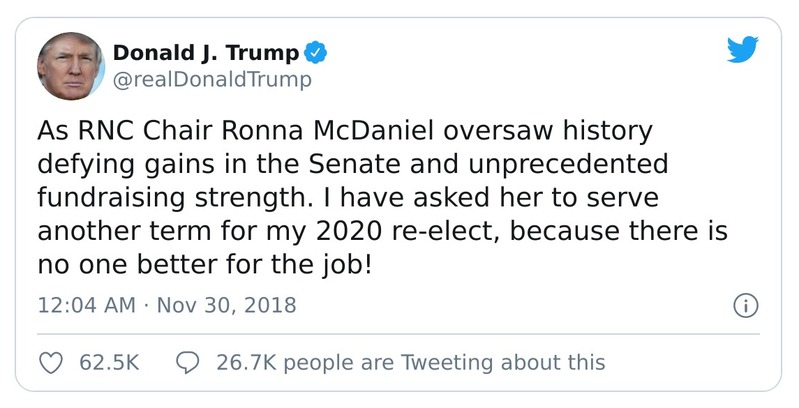 Donald J. Trump
@realDonaldTrump
As RNC Chair Ronna McDaniel oversaw history
defying gains in the Senate and unprecedented
fundraising strength. I have asked her to serve
another term for my 2020 re-elect, because there is
no one better for the job!
12:04 AM · Nov 30, 2018
62.5K 26.7K people are Tweeting about this